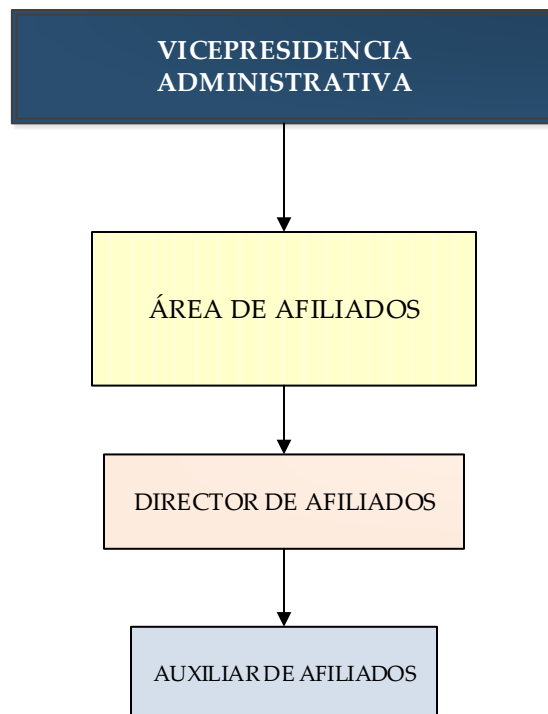 VICEPRESIDENCIA
ADMINISTRATIVA
ÁREA DE AFILIADOS
DIRECTOR DE AFILIADOS
AUXILIAR DE AFILIADOS